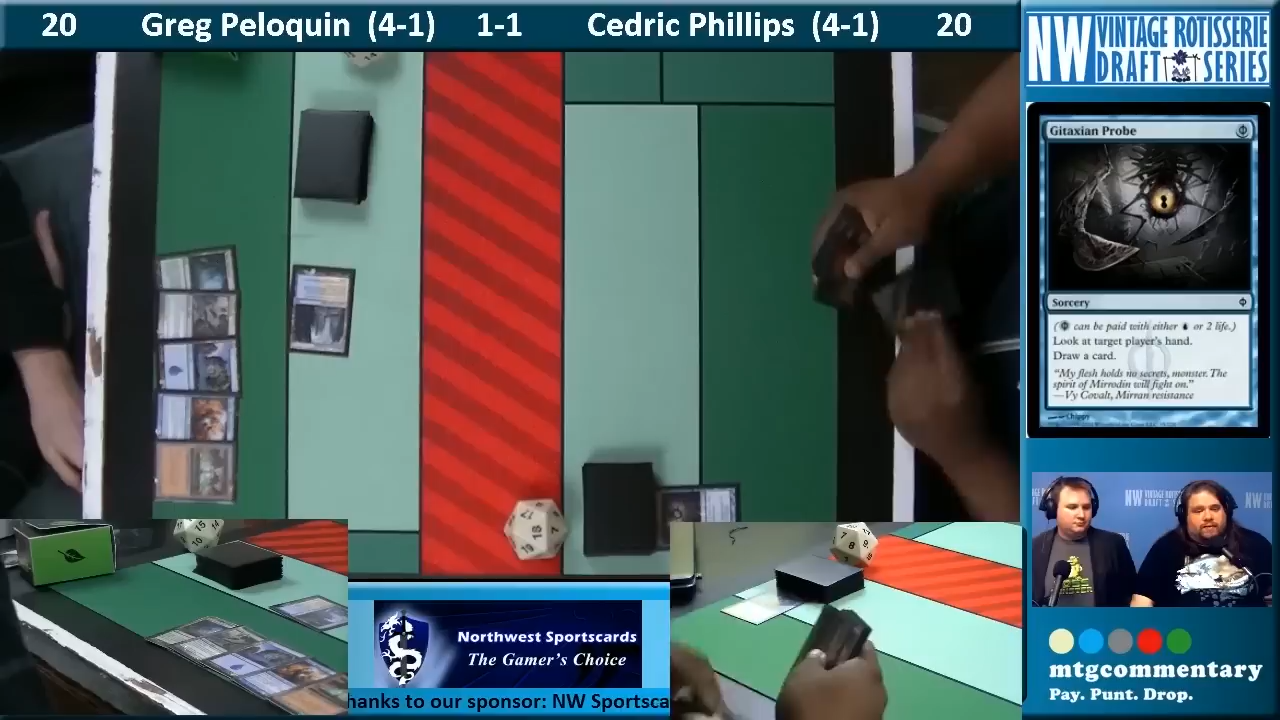 20 Greg Peloquin (4-1) 1-1 Cedric Phillips (4-1) 20
NW VINTAGE ROTISSERIE
DRAFT SERIES
Gitaxian Probe
Sorcery
( can be paid with either or 2 life.)
Look at target player's hand.
Draw a card.
"My flesh holds no secrets, monster. The
spirit of Mirrodin will fight on."
—Vy Covalt, Mirran resistance
Chippy
Northwest Sportscards
The Gamer's Choice
hanks to our sponsor: NW Sportsca
mtgcommentary
Pay. Punt. Drop.